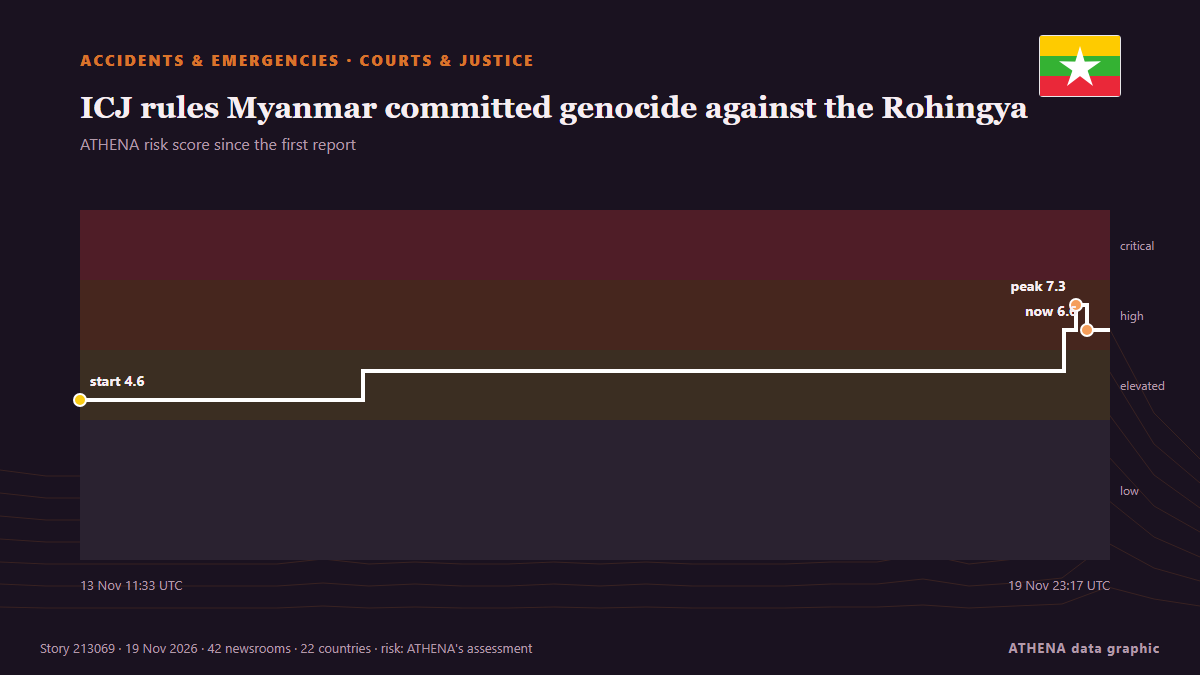 ACCIDENTS & EMERGENCIES · COURTS & JUSTICE
ICJ rules Myanmar committed genocide against the Rohingya
ATHENA risk score since the first report
critical
peak 7.3
now 6.6
high
start 4.6
elevated
low
13 Nov 11:33 UTC
19 Nov 23:17 UTC
Story 213069 · 19 Nov 2026 · 42 newsrooms · 22 countries · risk: ATHENA's assessment
ATHENA data graphic